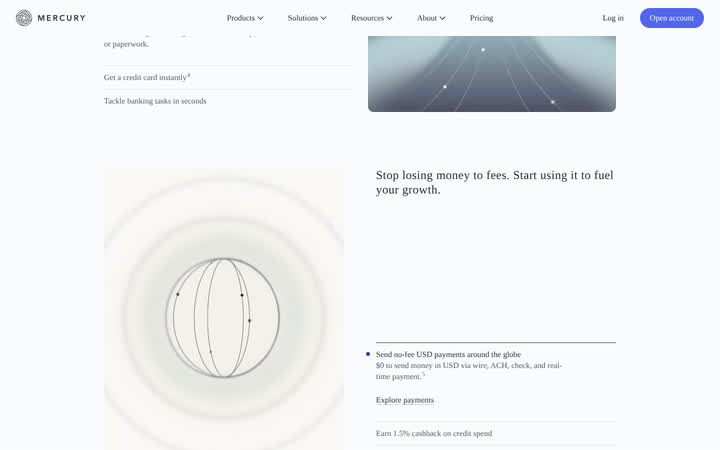 MERCURY
Products
Solutions
Resources
About
Pricing
Log in
Open account
or paperwork.
Get a credit card instantly4
Tackle banking tasks in seconds
Stop losing money to fees. Start using it to fuel
your growth.
Send no-fee USD payments around the globe
$0 to send money in USD via wire, ACH, check, and real-
time payment.5
Explore payments
Earn 1.5% cashback on credit spend